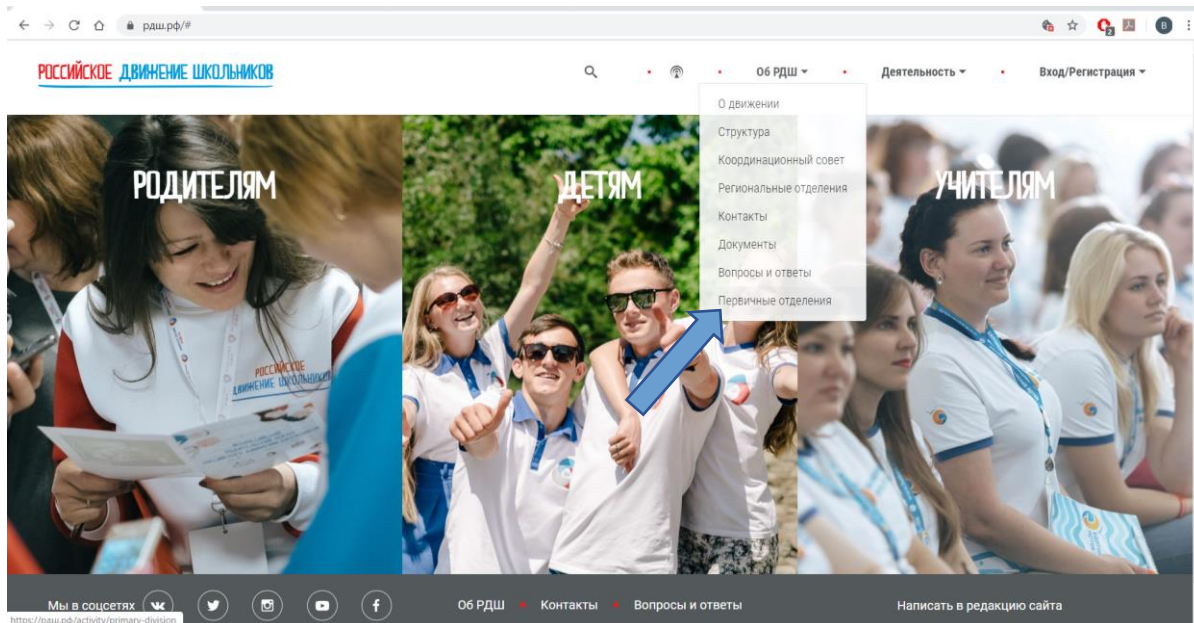 рдш.рф/#
2
B
РОССИЙСКОЕ ДВИЖЕНИЕ ШКОЛЬНИКОВ
Об РДШ
Деятельность
Вход/Регистрация
О движении
Структура
Координационный совет
Региональные отделения
Контакты
Документы
Вопросы и ответы
Первичные отделения
РОДИТЕЛЯМ
ДЕТЯМ
УЧИТЕЛЯМ
РОССИЙСКОЕ
ДВИЖЕНИЕ ШКОЛЬНИКОВ
Мы в соцсетях
Об РДШ
Контакты
Вопросы и ответы
Написать в редакцию сайта
https://рдш.рф/activity/primary-division